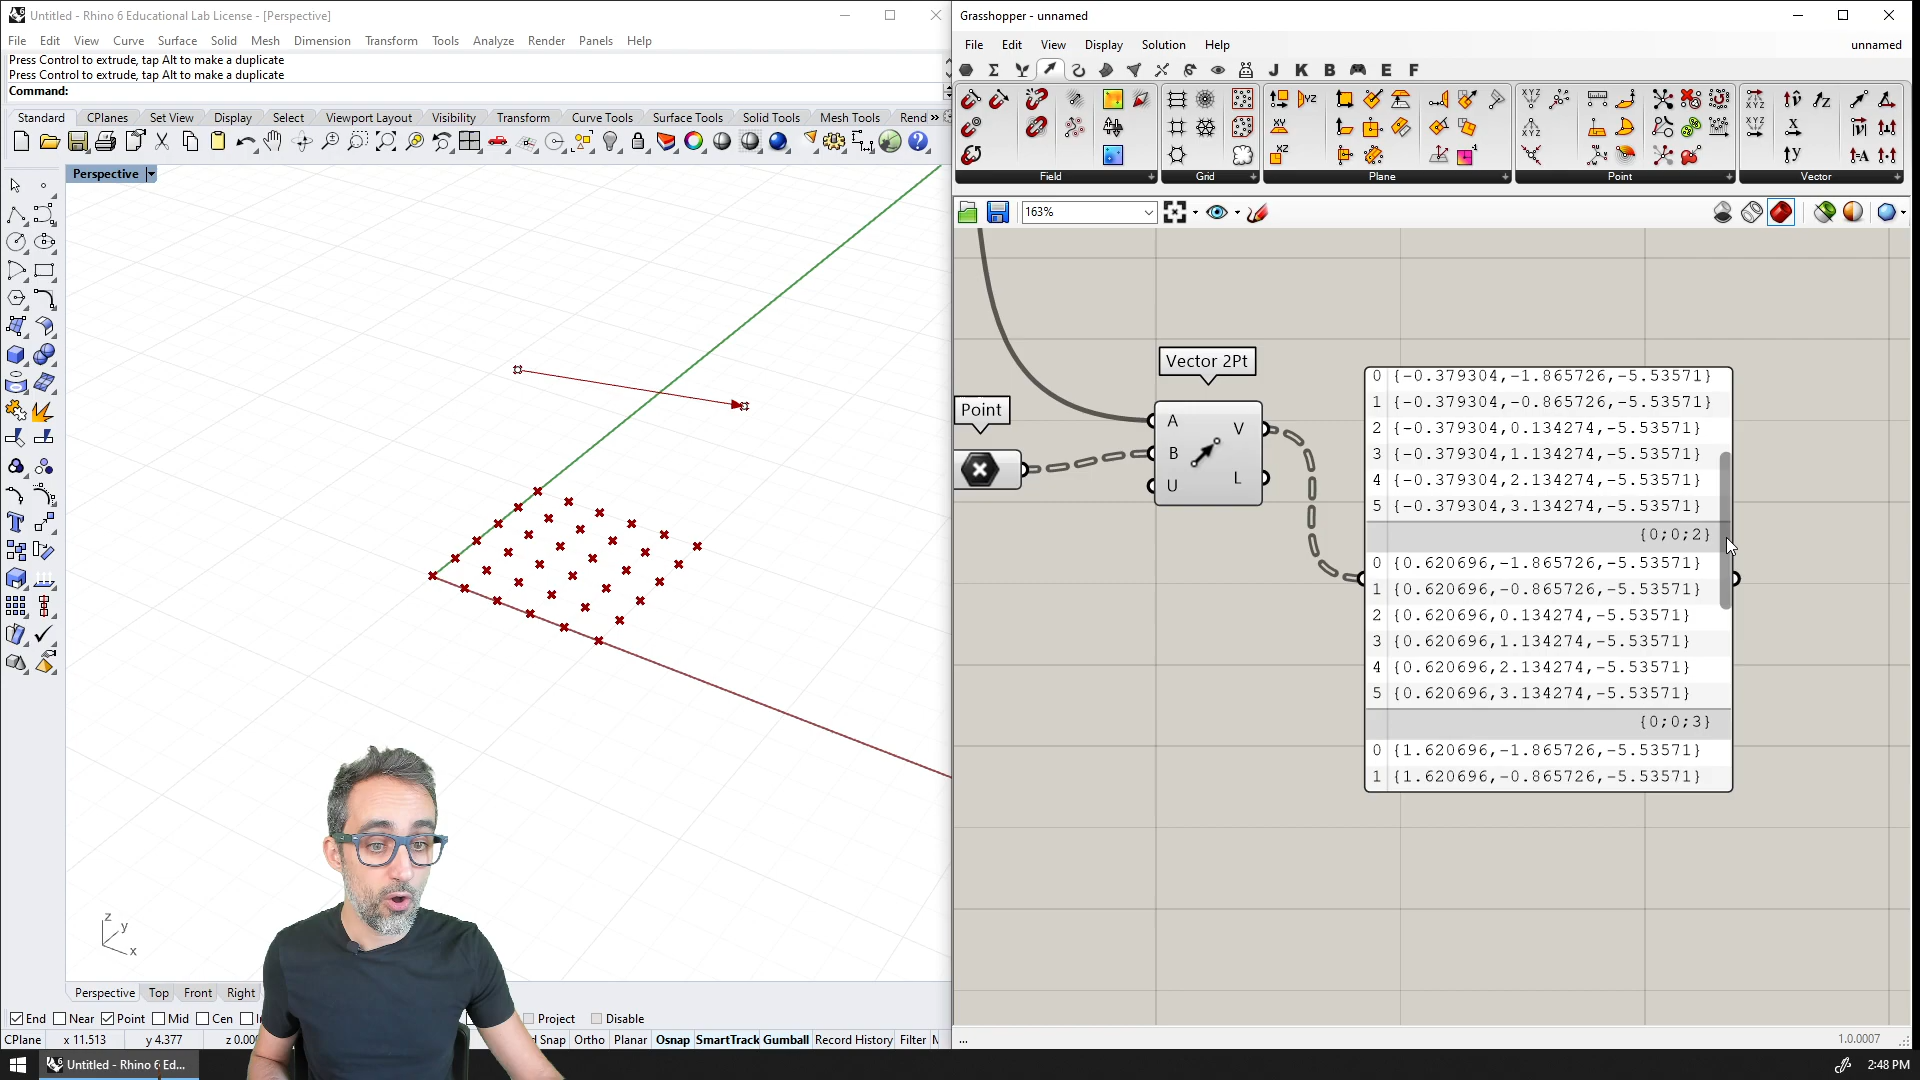 Untitled - Rhino 6 Educational Lab License - [Perspective]
File Edit View Curve Surface Solid Mesh Dimension Transform Tools Analyze Render Panels Help
Press Control to extrude, tap Alt to make a duplicate
Press Control to extrude, tap Alt to make a duplicate
Command:
Standard CPlanes Set View Display Select Viewport Layout Visibility Transform Curve Tools Surface Tools Solid Tools Mesh Tools Rend »
Perspective
z
y
x
Perspective Top Front Right
End Near Point Mid Cen Project Disable
CPlane x 11.513 y 4.377 z 0.00 Snap Ortho Planar Osnap SmartTrack Gumball Record History Filter M
Untitled - Rhino 6 Ed...
Grasshopper - unnamed
File Edit View Display Solution Help unnamed
J K B E F
Field Grid Plane Point Vector
163%
Vector 2Pt
Point
A
B
U
V
L
0 {-0.379304,-1.865726,-5.53571}
1 {-0.379304,-0.865726,-5.53571}
2 {-0.379304,0.134274,-5.53571}
3 {-0.379304,1.134274,-5.53571}
4 {-0.379304,2.134274,-5.53571}
5 {-0.379304,3.134274,-5.53571}
{0;0;2}
0 {0.620696,-1.865726,-5.53571}
1 {0.620696,-0.865726,-5.53571}
2 {0.620696,0.134274,-5.53571}
3 {0.620696,1.134274,-5.53571}
4 {0.620696,2.134274,-5.53571}
5 {0.620696,3.134274,-5.53571}
{0;0;3}
0 {1.620696,-1.865726,-5.53571}
1 {1.620696,-0.865726,-5.53571}
...
1.0.0007
2:48 PM